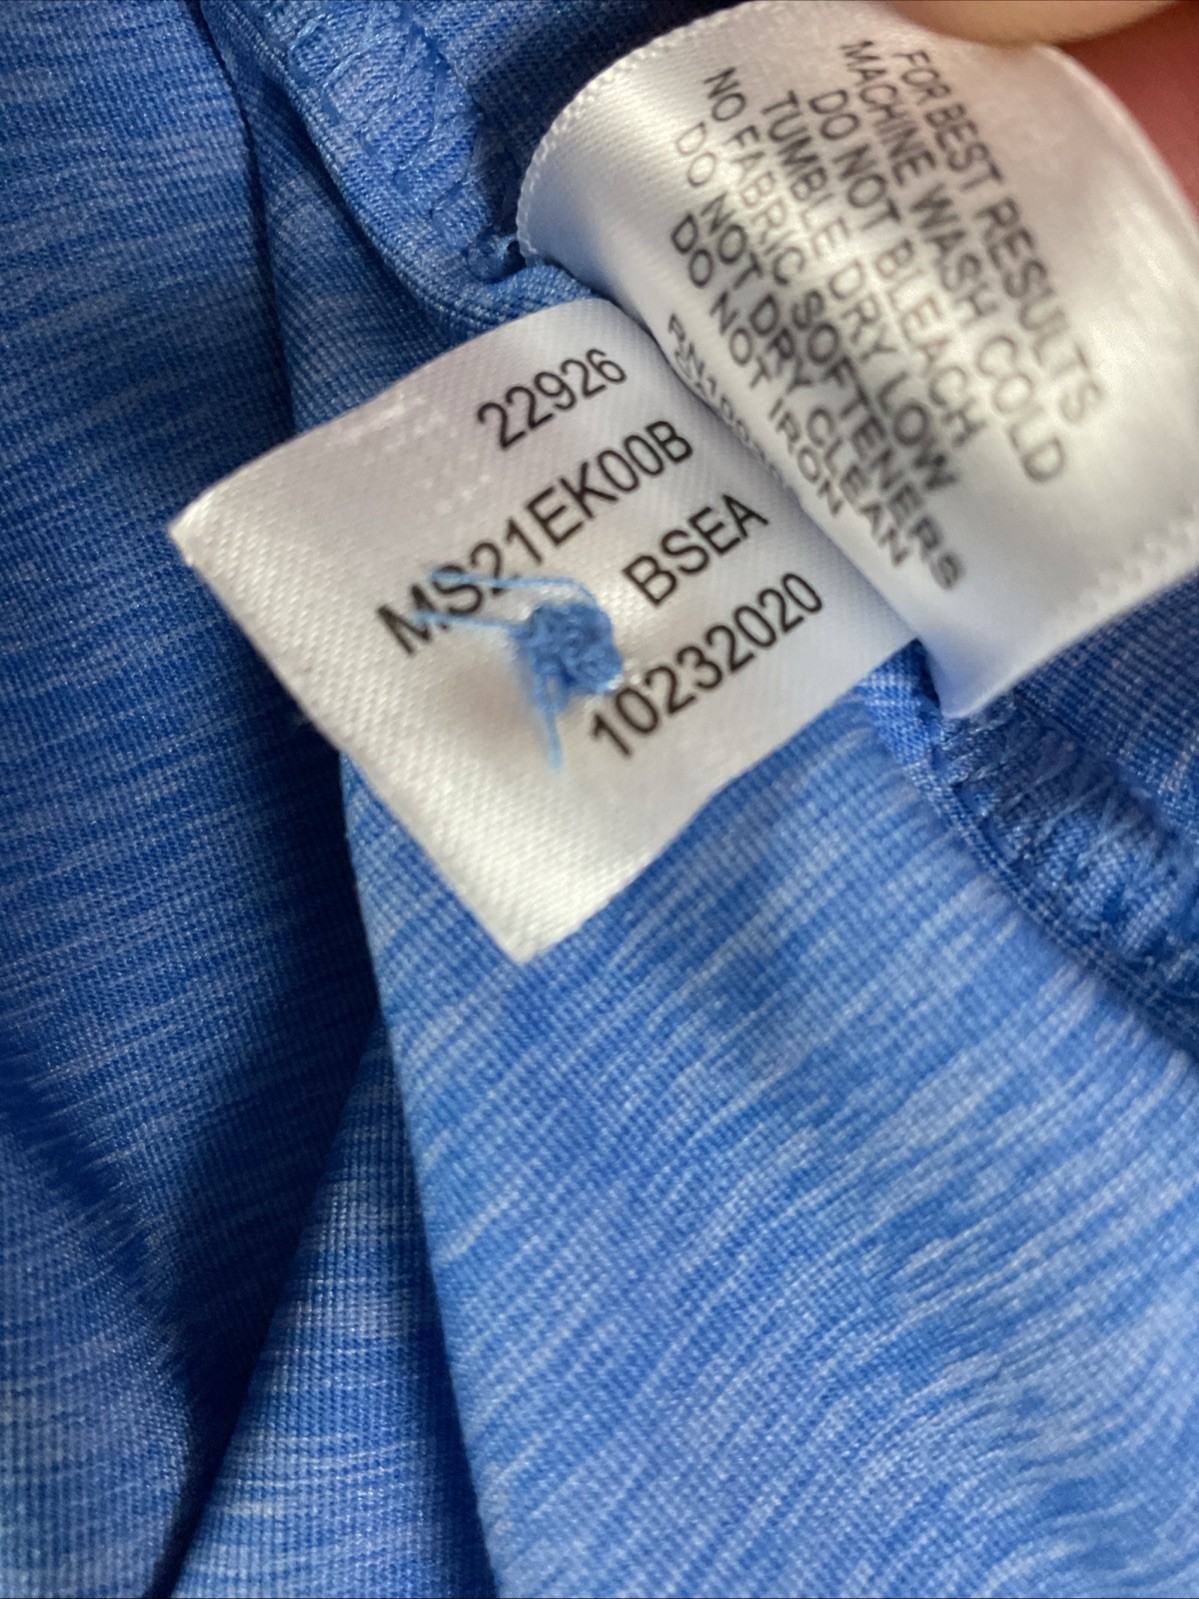 22926
MS21EK00B
BSEA
10232020
FOR BEST RESULTS
MACHINE WASH COLD
DO NOT BLEACH
TUMBLE DRY LOW
NO FABRIC SOFTENERS
DO NOT DRY CLEAN
DO NOT IRON